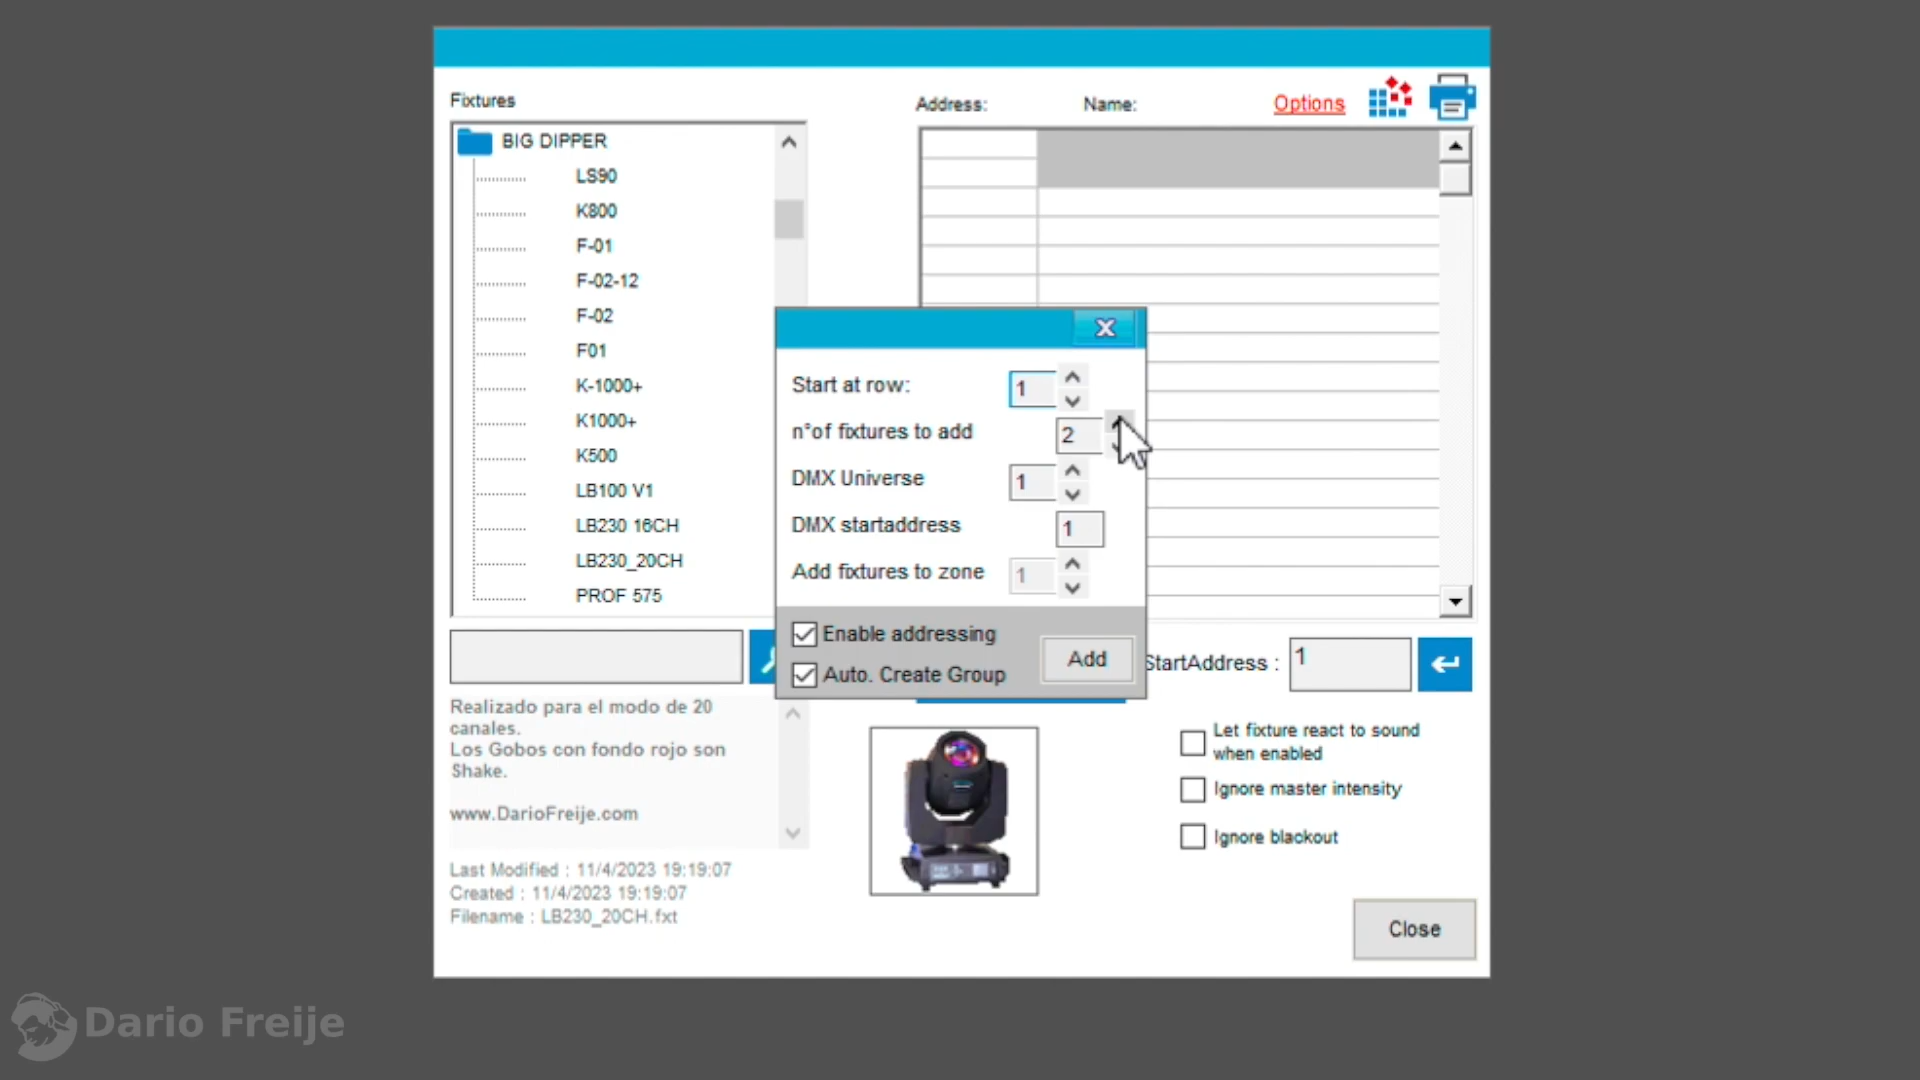 Fixtures
Address:
Name:
Options
BIG DIPPER
LS90
K800
F-01
F-02-12
F-02
F01
K-1000+
K1000+
K500
LB100 V1
LB230 16CH
LB230_20CH
PROF 575
X
Start at row:
1
n°of fixtures to add
2
DMX Universe
1
DMX startaddress
1
Add fixtures to zone
1
Enable addressing
Auto. Create Group
Add
StartAddress :
1
Realizado para el modo de 20
canales.
Los Gobos con fondo rojo son
Shake.
www.DarioFreije.com
Last Modified : 11/4/2023 19:19:07
Created : 11/4/2023 19:19:07
Filename : LB230_20CH.fxt
Let fixture react to sound
when enabled
Ignore master intensity
Ignore blackout
Close
Dario Freije